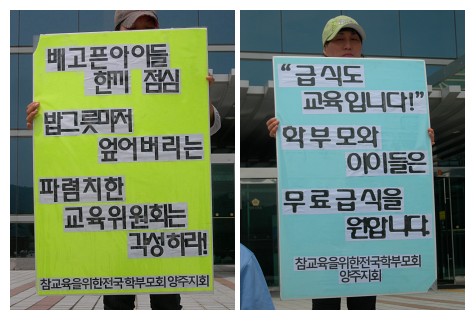 배고픈아이들
한끼 점심
밥그릇마저
엎어버리는
파렴치한
교육위원회는
각성하라!
참교육을위한전국학부모회 양주지회
“급식도
교육입니다!”
학부모와
아이들은
무료급식을
원합니다.
참교육을위한전국학부모회
양주지회